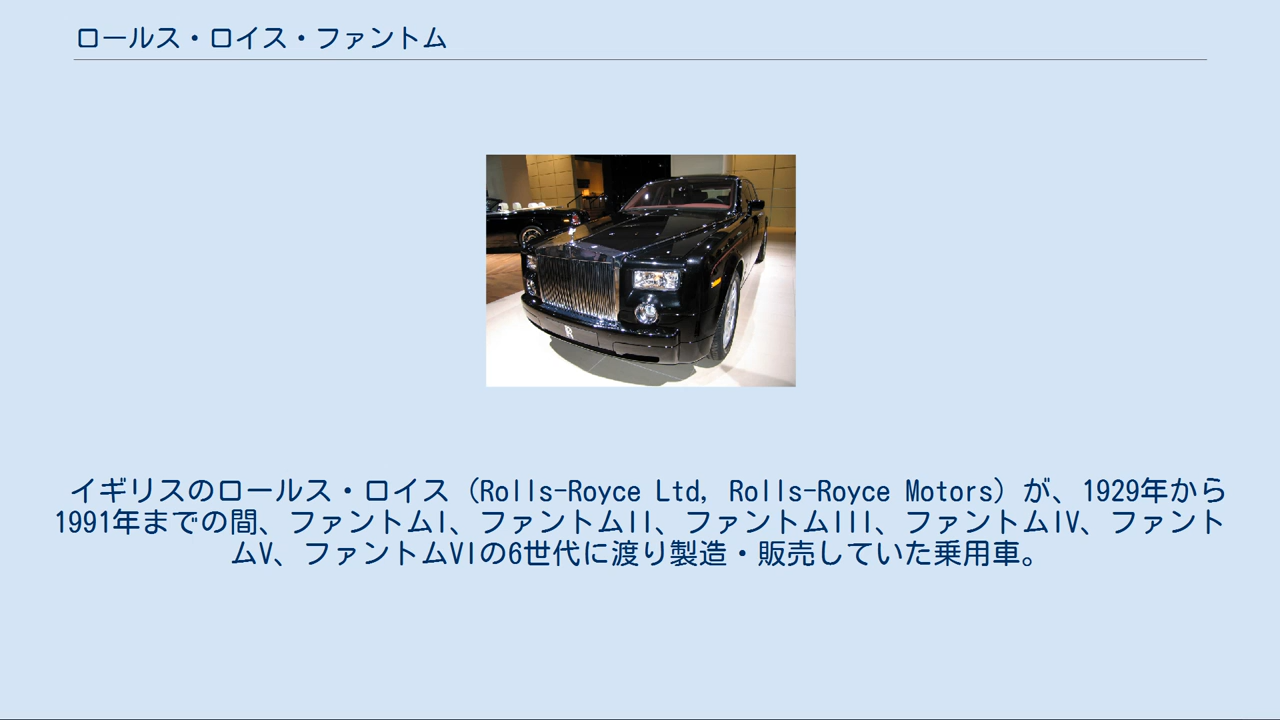 ロールス・ロイス・ファントム
イギリスのロールス・ロイス（Rolls-Royce Ltd, Rolls-Royce Motors）が、1929年から
1991年までの間、ファントムI、ファントムII、ファントムIII、ファントムIV、ファント
ムV、ファントムVIの6世代に渡り製造・販売していた乗用車。